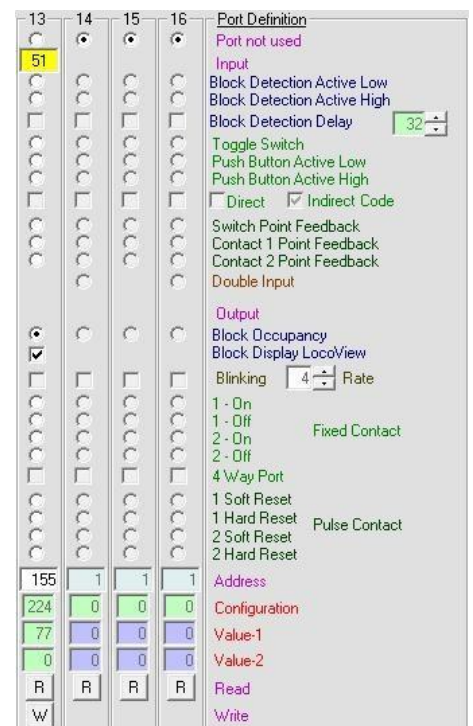 13 14 15 16 Port Definition
Port not used
51 Input
Block Detection Active Low
Block Detection Active High
Block Detection Delay 32
Toggle Switch
Push Button Active Low
Push Button Active High
Direct Indirect Code
Switch Point Feedback
Contact 1 Point Feedback
Contact 2 Point Feedback
Double Input
Output
Block Occupancy
Block Display LocoView
Blinking 4 Rate
1 - On
1 - Off
2 - On Fixed Contact
2 - Off
4 Way Port
1 Soft Reset
1 Hard Reset Pulse Contact
2 Soft Reset
2 Hard Reset
155 1 1 1 Address
224 0 0 0 Configuration
77 0 0 0 Value-1
0 0 0 0 Value-2
R R R R Read
W Write